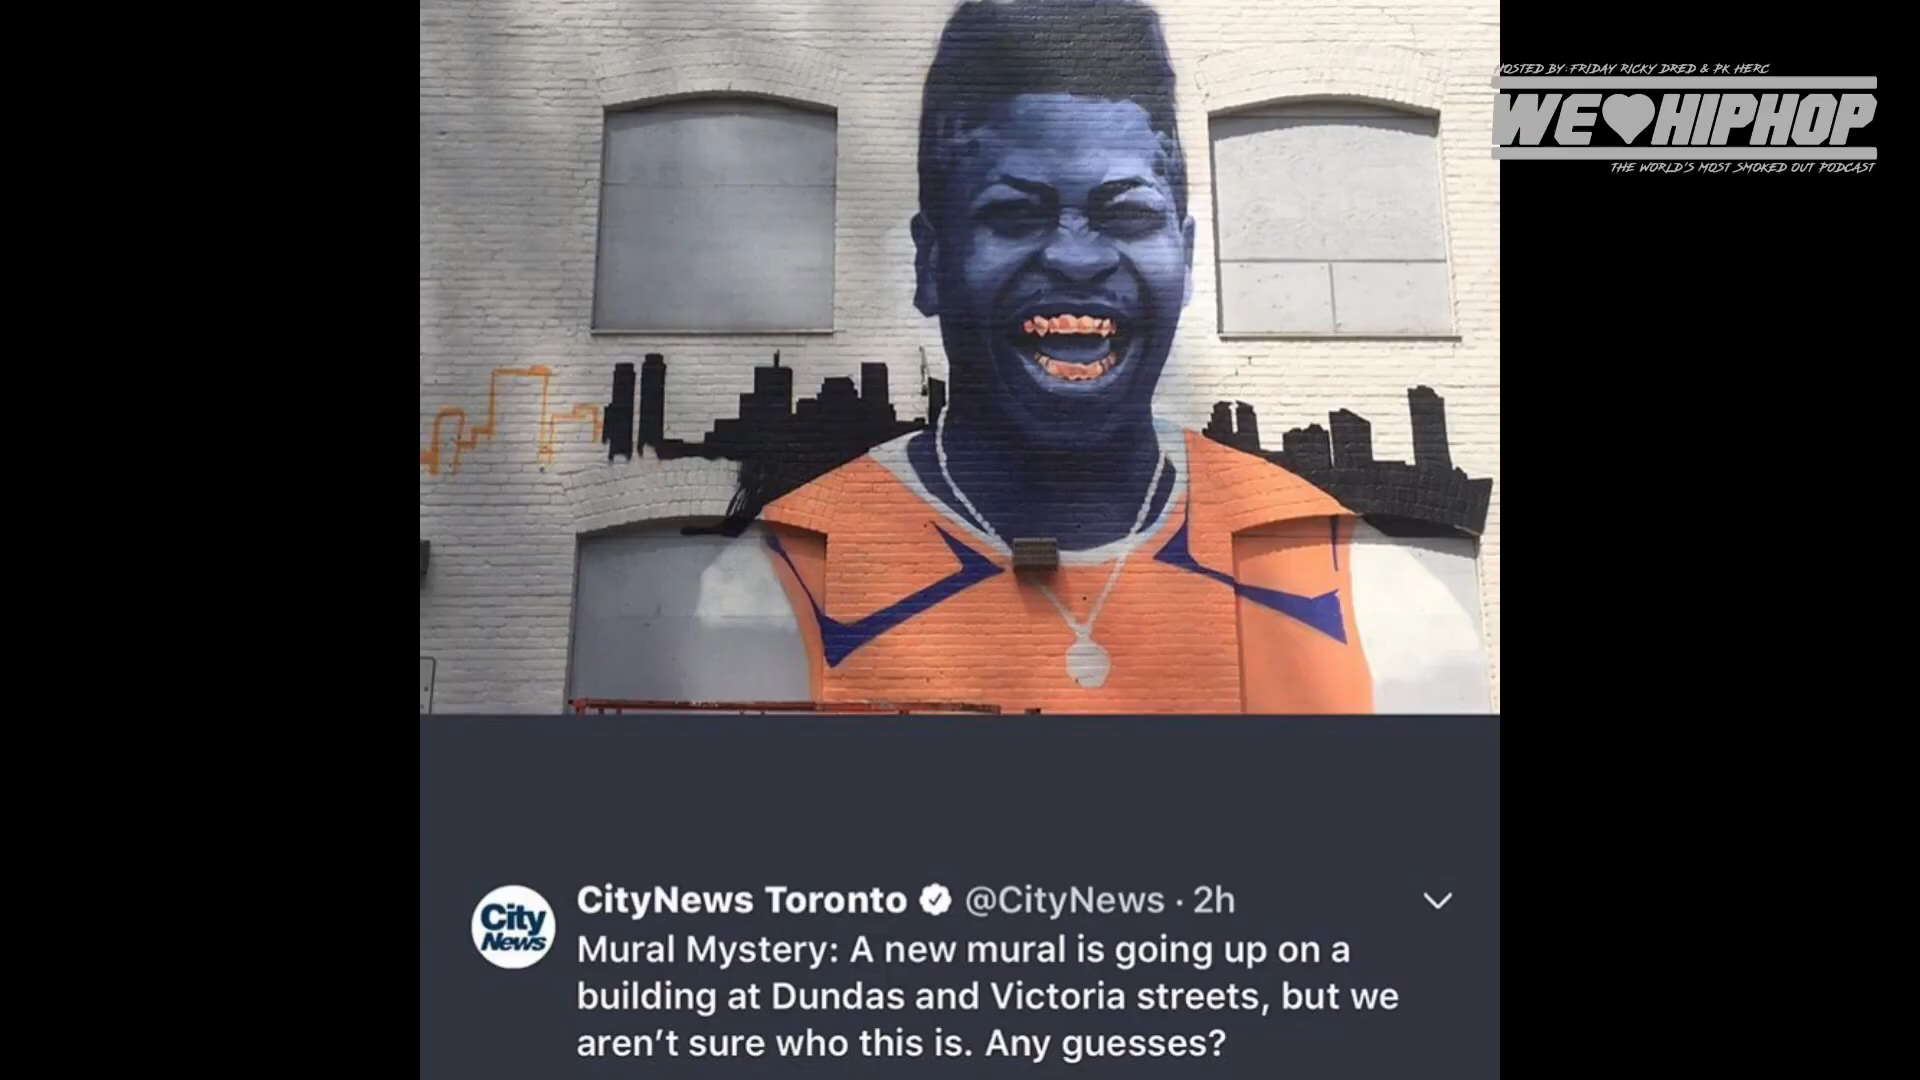 HOSTED BY: FRIDAY RICKY DRED & PK HERC
WE♥HIPHOP
THE WORLD'S MOST SMOKED OUT PODCAST
City
News
CityNews Toronto @CityNews · 2h
Mural Mystery: A new mural is going up on a
building at Dundas and Victoria streets, but we
aren't sure who this is. Any guesses?